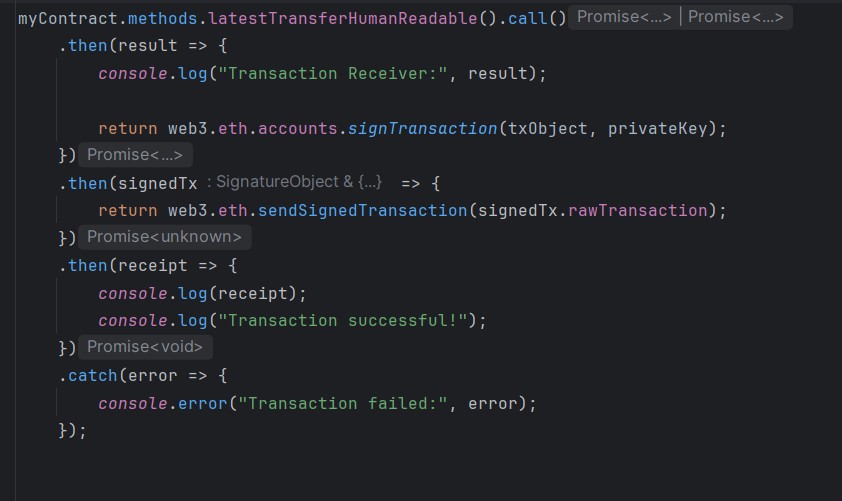 myContract.methods.latestTransferHumanReadable().call() Promise<...> | Promise<...>
.then(result => {
console.log("Transaction Receiver:", result);
return web3.eth.accounts.signTransaction(txObject, privateKey);
}) Promise<...>
.then(signedTx : SignatureObject & {...} => {
return web3.eth.sendSignedTransaction(signedTx.rawTransaction);
}) Promise<unknown>
.then(receipt => {
console.log(receipt);
console.log("Transaction successful!");
}) Promise<void>
.catch(error => {
console.error("Transaction failed:", error);
});